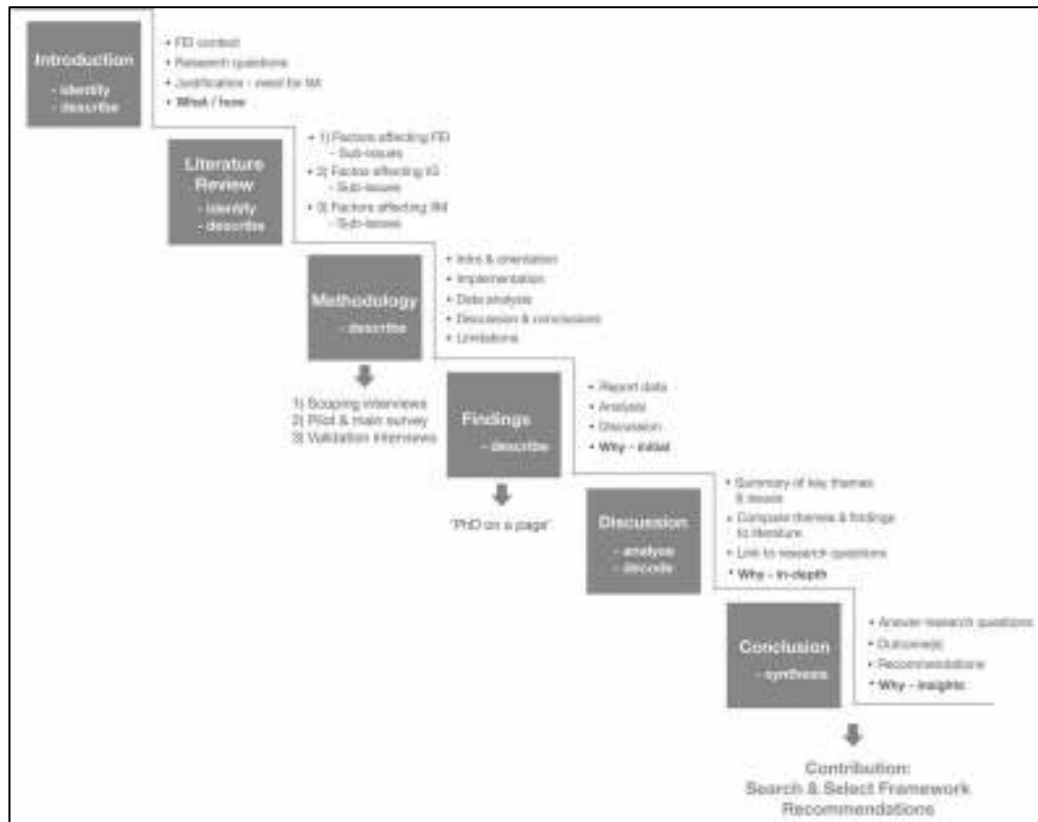 Introduction
- identify
- describe
• FEI context
• Research questions
• Justification - need for
• What / how
Literature
Review
- identify
- describe
• 1) Factors affecting FEI
- Sub-issues
• 2) Factors affecting IG
- Sub-issues
• 3) Factors affecting
- Sub-issues
Methodology
- describe
• Intro & orientation
• Implementation
• Data analysis
• Discussion & conclusions
• Limitations
1) Scoping interviews
2) Pilot & main survey
3) Validation interviews
Findings
- describe
• Report data
• Analysis
• Discussion
• Why - initial
"PhD on a page"
Discussion
- analyse
- decode
• Summary of key themes
& issues
• Compare themes & findings
to literature
• Link to research questions
• Why - in-depth
Conclusion
- synthesis
• Answer research questions
• Outcome(s)
• Recommendations
• Why - insights
Contribution:
Search & Select Framework
Recommendations